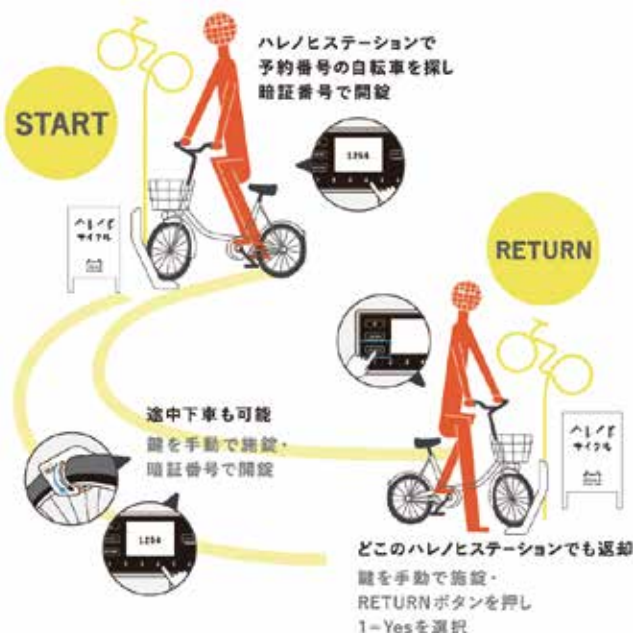 ハレノヒステーションで
予約番号の自転車を探し
暗証番号で開錠
START
1256
ハレノヒ
サイクル
RETURN
途中下車も可能
鍵を手動で施錠・
暗証番号で開錠
1256
ハレノヒ
サイクル
どこのハレノヒステーションでも返却
鍵を手動で施錠・
RETURNボタンを押し
1-Yesを選択